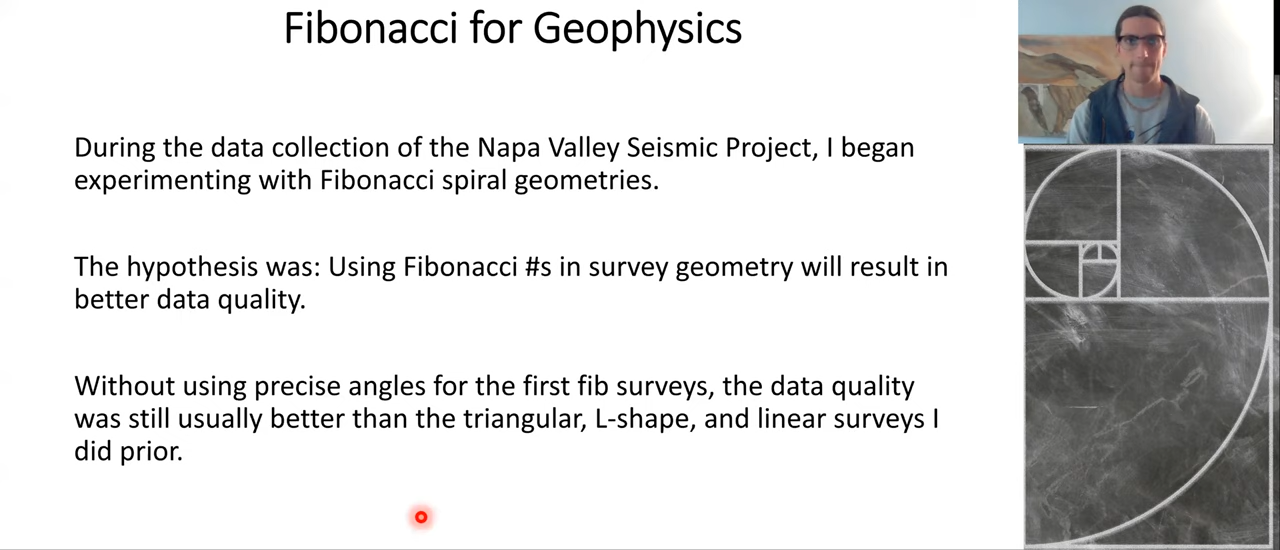 Fibonacci for Geophysics
During the data collection of the Napa Valley Seismic Project, I began
experimenting with Fibonacci spiral geometries.
The hypothesis was: Using Fibonacci #s in survey geometry will result in
better data quality.
Without using precise angles for the first fib surveys, the data quality
was still usually better than the triangular, L-shape, and linear surveys I
did prior.